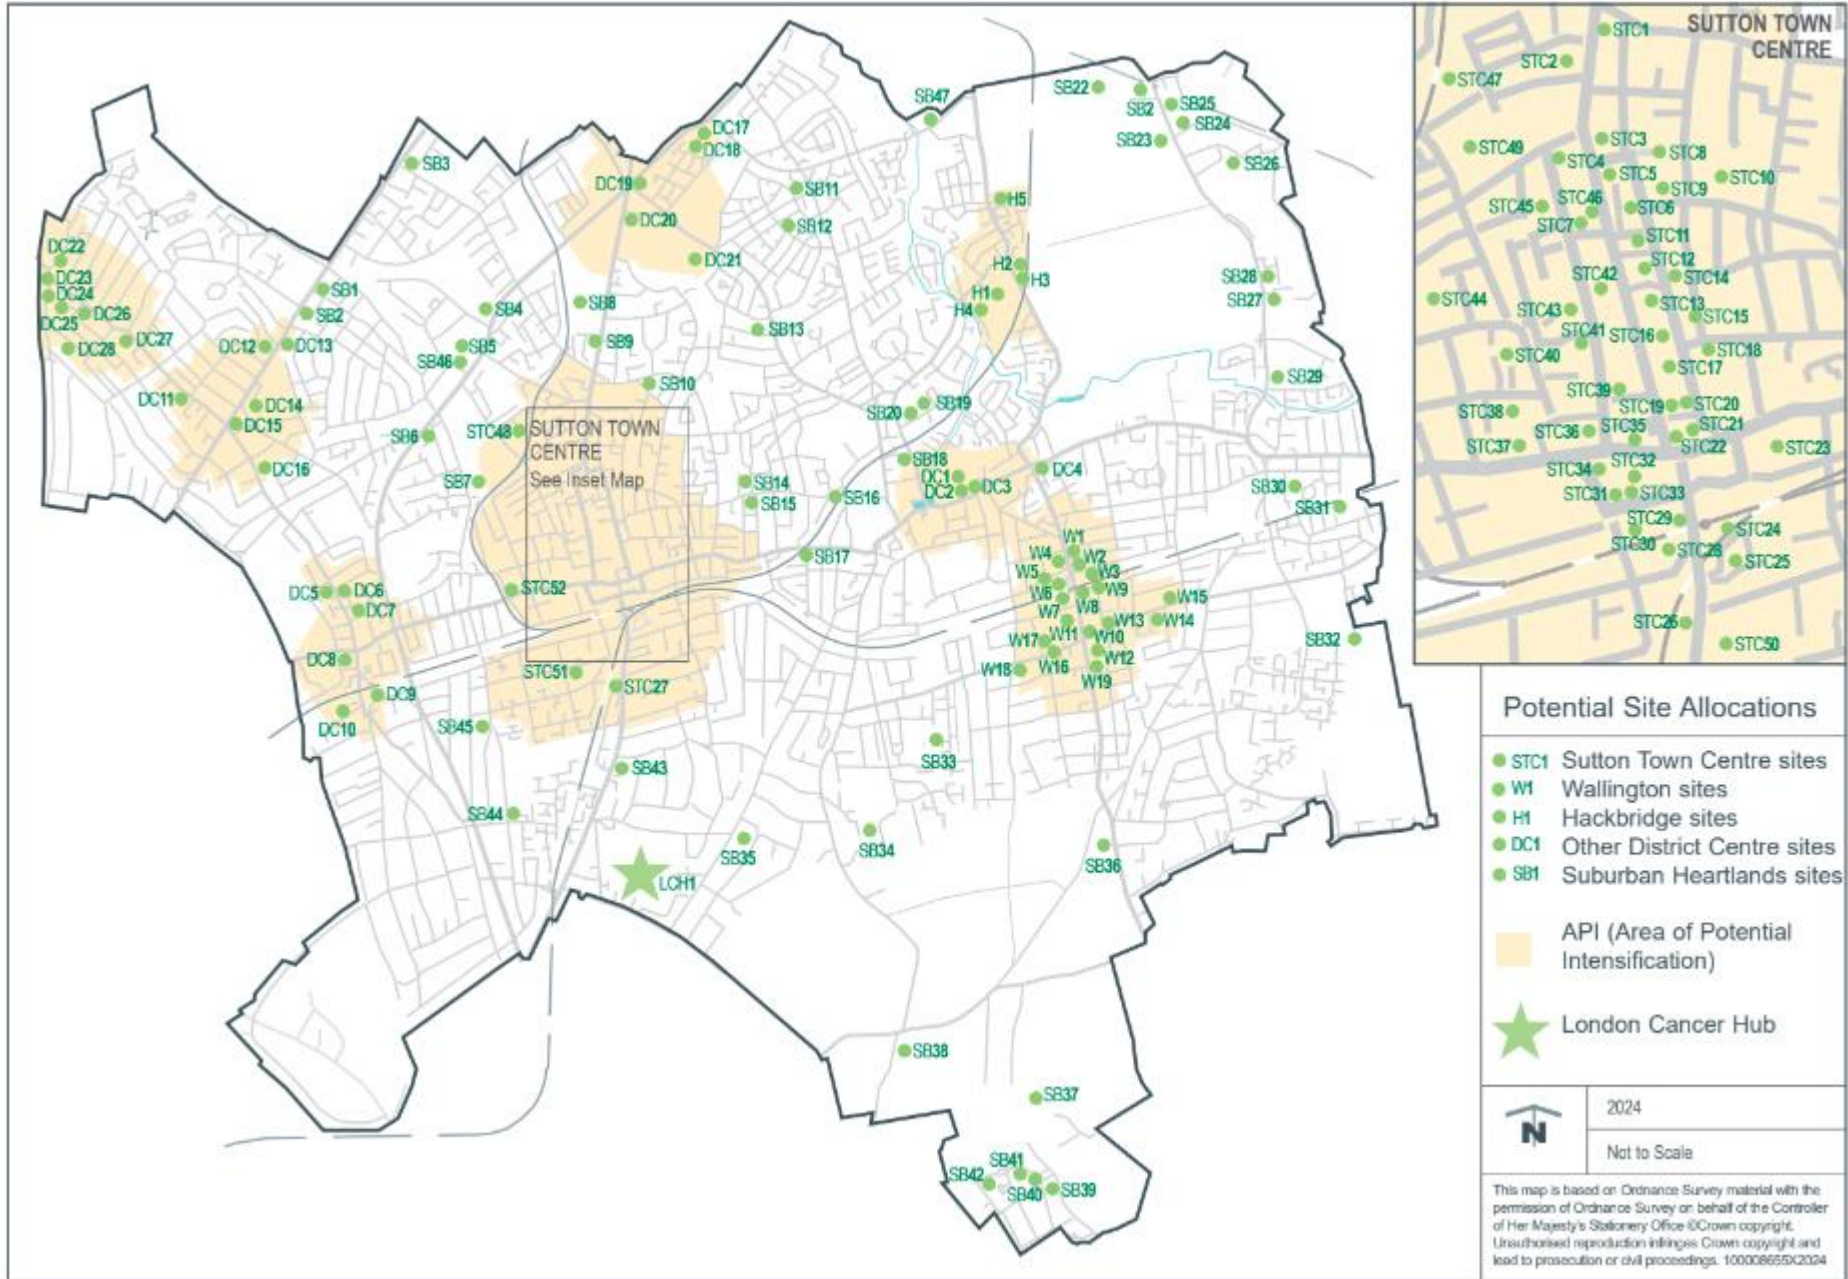 SB47
SB22
SB2
SB25
SB24
SB23
SB26
DC17
DC18
SB3
DC19
SB11
H5
DC20
SB12
DC22
DC21
H2
SB28
DC23
H3
DC24
SB1
H1
SB27
DC26
SB2
SB4
SB8
H4
DC25
SB13
DC27
DC12
DC13
SB5
SB9
DC28
SB46
SB10
SB29
DC11
DC14
SB19
SB20
DC15
SB6
STC48
SUTTON TOWN
CENTRE
See Inset Map
DC16
SB18
DC4
SB7
SB14
DC1
DC3
SB30
DC2
SB15
SB16
SB31
SB17
W1
W4
W2
W5
W3
DC5
DC6
STC52
W6
W9
W8
W15
DC7
W7
W13
W14
W11
W10
W17
SB32
DC8
W16
W12
STC51
W18
STC27
W19
DC9
DC10
SB45
SB33
SB43
SB44
SB35
SB34
SB36
LCH1
SB38
SB37
SB41
SB42
SB40
SB39
SUTTON TOWN
CENTRE
STC1
STC2
STC47
STC3
STC49
STC4
STC8
STC5
STC10
STC9
STC46
STC45
STC6
STC7
STC11
STC12
STC42
STC14
STC44
STC43
STC13
STC15
STC41
STC16
STC40
STC18
STC17
STC39
STC38
STC19
STC20
STC35
STC36
STC21
STC37
STC22
STC23
STC34
STC32
STC31
STC33
STC29
STC24
STC30
STC28
STC25
STC26
STC50
Potential Site Allocations
STC1 Sutton Town Centre sites
W1 Wallington sites
H1 Hackbridge sites
DC1 Other District Centre sites
SB1 Suburban Heartlands sites
API (Area of Potential
Intensification)
London Cancer Hub
N
2024
Not to Scale
This map is based on Ordnance Survey material with the
permission of Ordnance Survey on behalf of the Controller
of Her Majesty's Stationery Office ©Crown copyright.
Unauthorised reproduction infringes Crown copyright and
lead to prosecution or civil proceedings. 100008655X2024